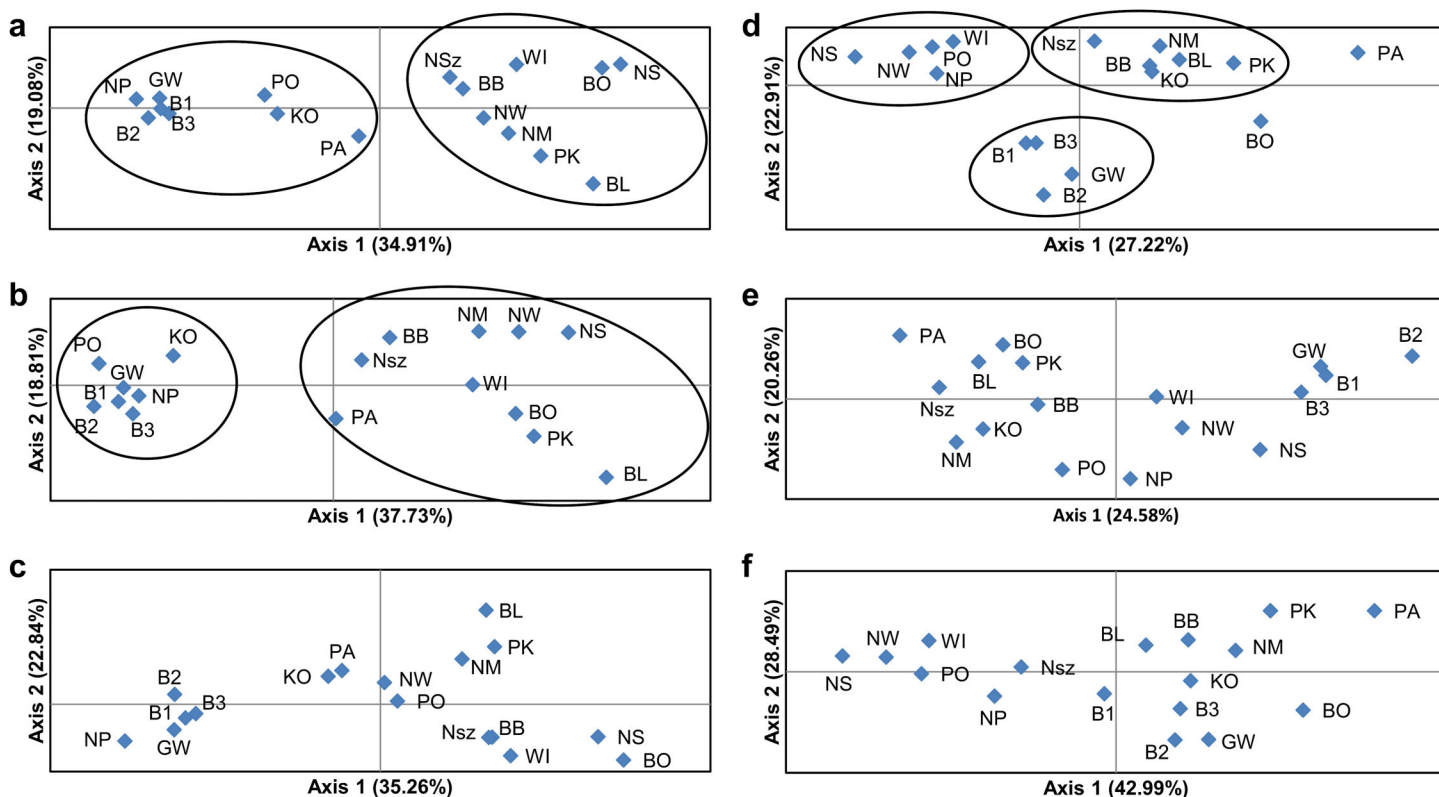 a
Axis 2 (19.08%)
NP
GW
B1
B2
B3
PO
KO
PA
NSz
BB
WI
BO
NS
NW
NM
PK
BL
Axis 1 (34.91%)
b
Axis 2 (18.81%)
PO
KO
GW
B1
NP
B2
B3
Nsz
BB
NM
NW
NS
WI
PA
BO
PK
BL
Axis 1 (37.73%)
c
Axis 2 (22.84%)
BL
PK
NM
PA
KO
NW
PO
B2
B1
B3
NP
GW
Nsz
BB
WI
NS
BO
Axis 1 (35.26%)
d
Axis 2 (22.91%)
NS
NW
WI
PO
NP
Nsz
NM
BL
BB
KO
PK
PA
BO
B1
B3
GW
B2
Axis 1 (27.22%)
e
Axis 2 (20.26%)
PA
BO
BL
PK
Nsz
BB
KO
NM
PO
NP
WI
NW
NS
GW
B1
B3
B2
Axis 1 (24.58%)
f
Axis 2 (28.49%)
NS
NW
WI
PO
NP
Nsz
B1
BL
BB
PK
PA
NM
KO
B3
BO
B2
GW
Axis 1 (42.99%)